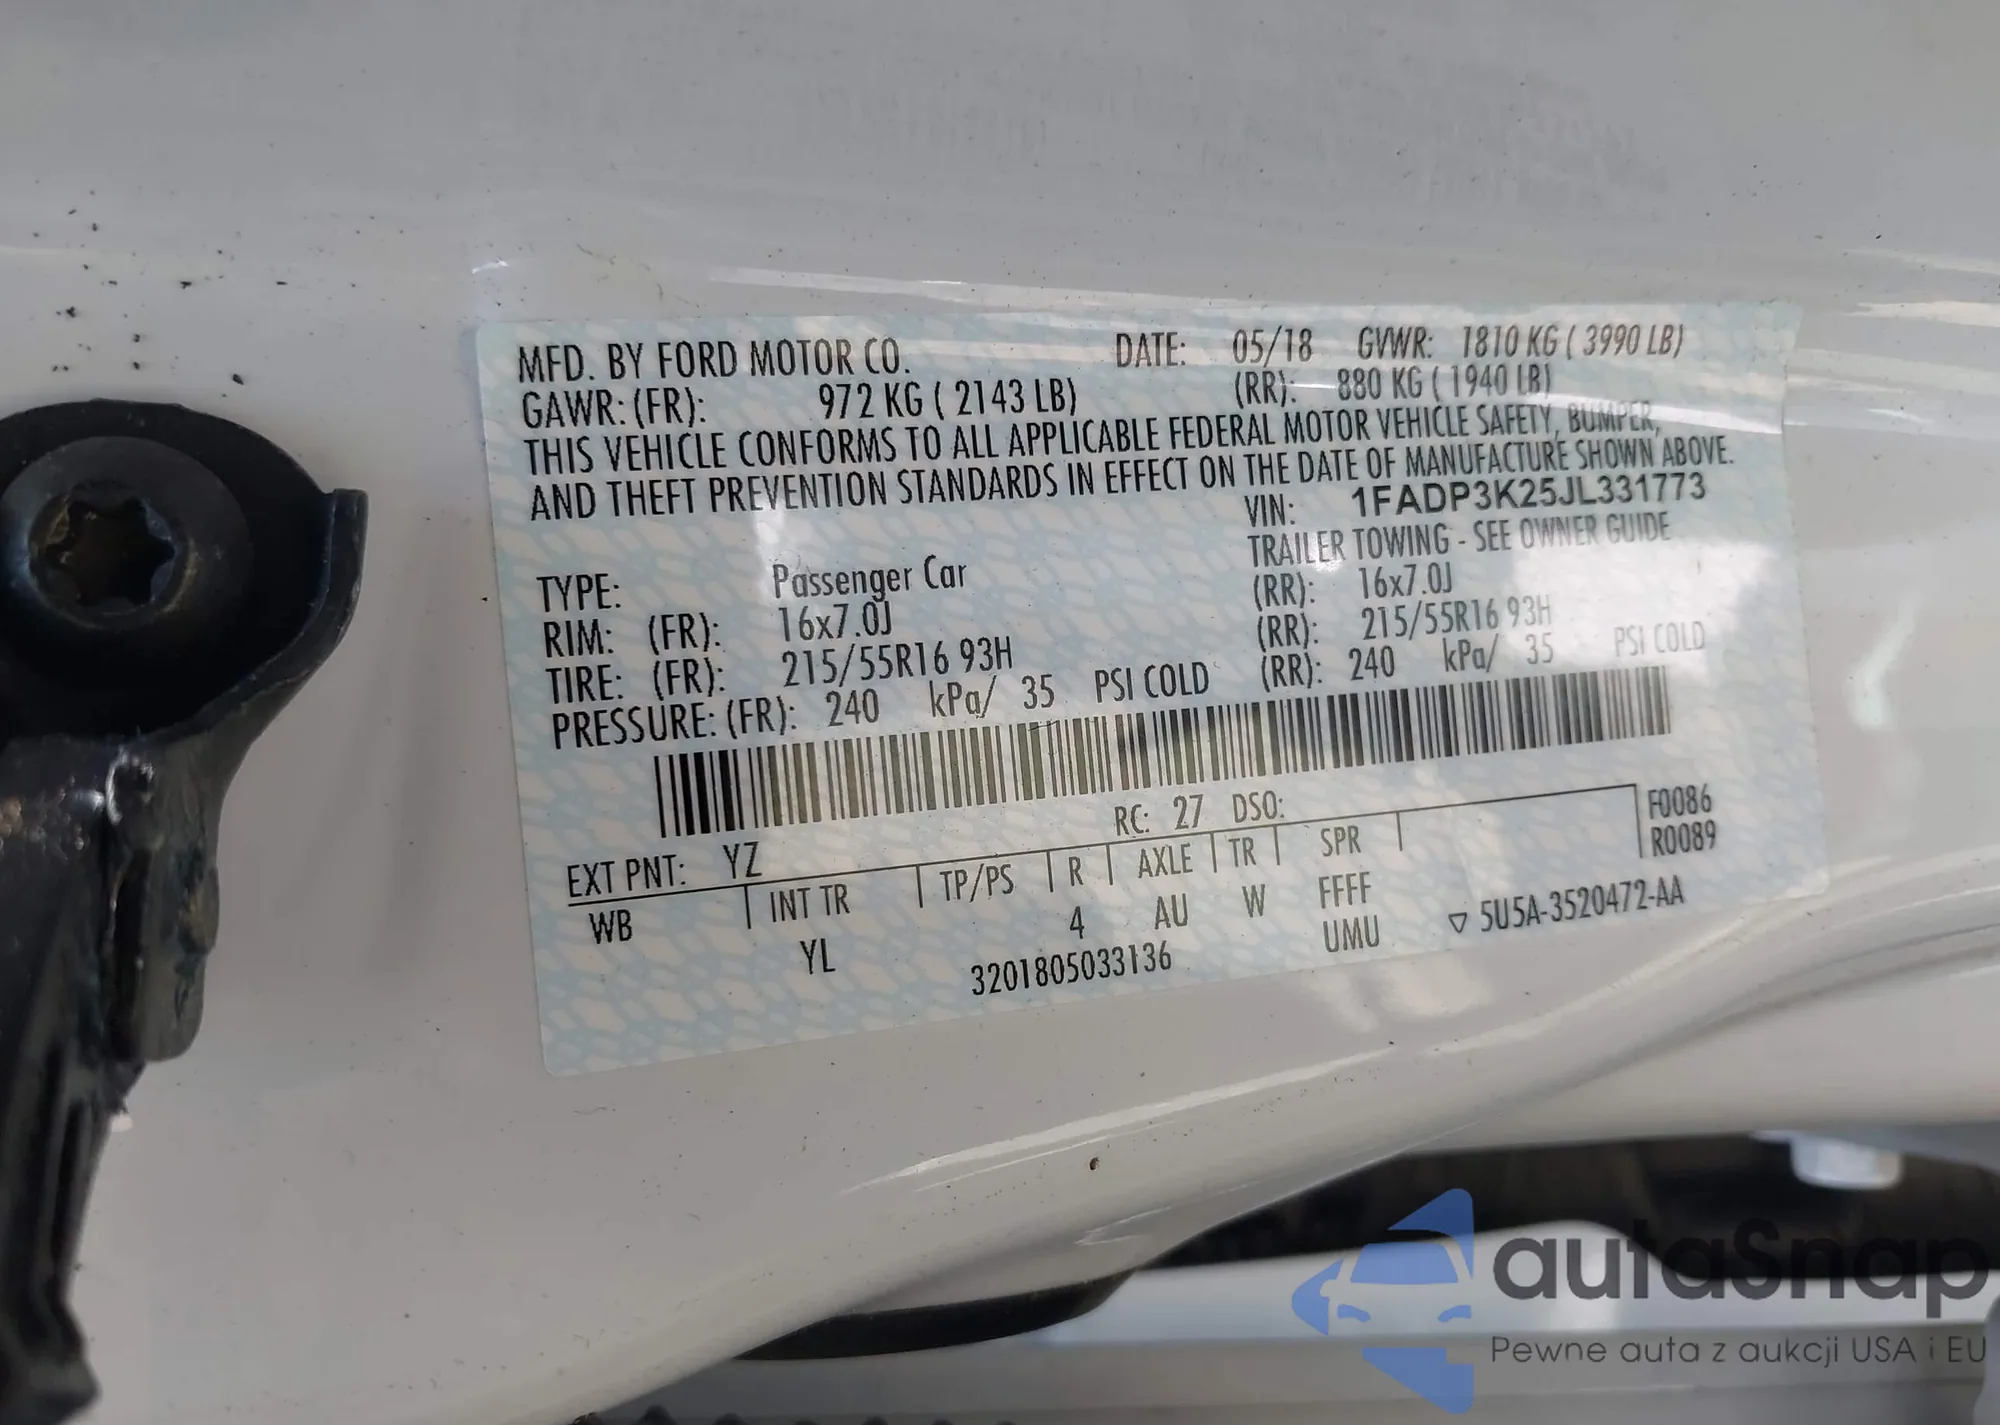 MFD. BY FORD MOTOR CO. DATE: 05/18 GVWR: 1810 KG ( 3990 LB)
GAWR: (FR): 972 KG ( 2143 LB) (RR): 880 KG ( 1940 LB)
THIS VEHICLE CONFORMS TO ALL APPLICABLE FEDERAL MOTOR VEHICLE SAFETY, BUMPER,
AND THEFT PREVENTION STANDARDS IN EFFECT ON THE DATE OF MANUFACTURE SHOWN ABOVE.
VIN: 1FADP3K25JL331773
TRAILER TOWING - SEE OWNER GUIDE
TYPE: Passenger Car
RIM: (FR): 16x7.0J (RR): 16x7.0J
TIRE: (FR): 215/55R16 93H (RR): 215/55R16 93H
PRESSURE: (FR): 240 kPa/ 35 PSI COLD (RR): 240 kPa/ 35 PSI COLD
EXT PNT: YZ RC: 27 DSO: F0086
R0089
WB INT TR TP/PS R AXLE TR SPR
YL 4 AU W FFFF
UMU
▽ 5U5A-3520472-AA
3201805033136
autaSnap
Pewne auta z aukcji USA i EU